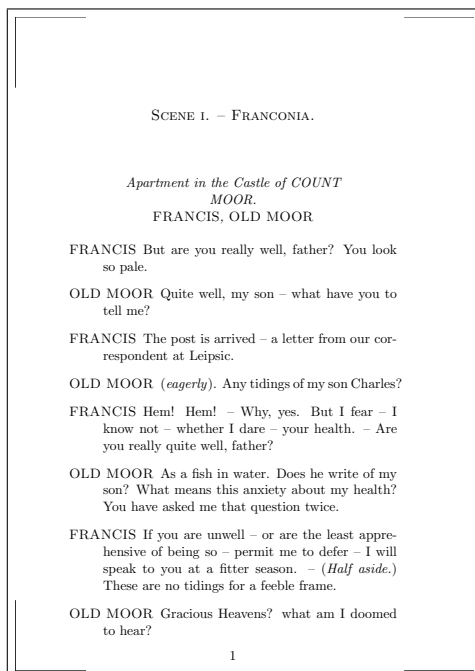 SCENE I. – FRANCONIA.
Apartment in the Castle of COUNT
MOOR.
FRANCIS, OLD MOOR
FRANCIS But are you really well, father? You look
so pale.
OLD MOOR Quite well, my son – what have you to
tell me?
FRANCIS The post is arrived – a letter from our cor-
respondent at Leipsic.
OLD MOOR (eagerly). Any tidings of my son Charles?
FRANCIS Hem! Hem! – Why, yes. But I fear – I
know not – whether I dare – your health. – Are
you really quite well, father?
OLD MOOR As a fish in water. Does he write of my
son? What means this anxiety about my health?
You have asked me that question twice.
FRANCIS If you are unwell – or are the least appre-
hensive of being so – permit me to defer – I will
speak to you at a fitter season. – (Half aside.)
These are no tidings for a feeble frame.
OLD MOOR Gracious Heavens? what am I doomed
to hear?
1